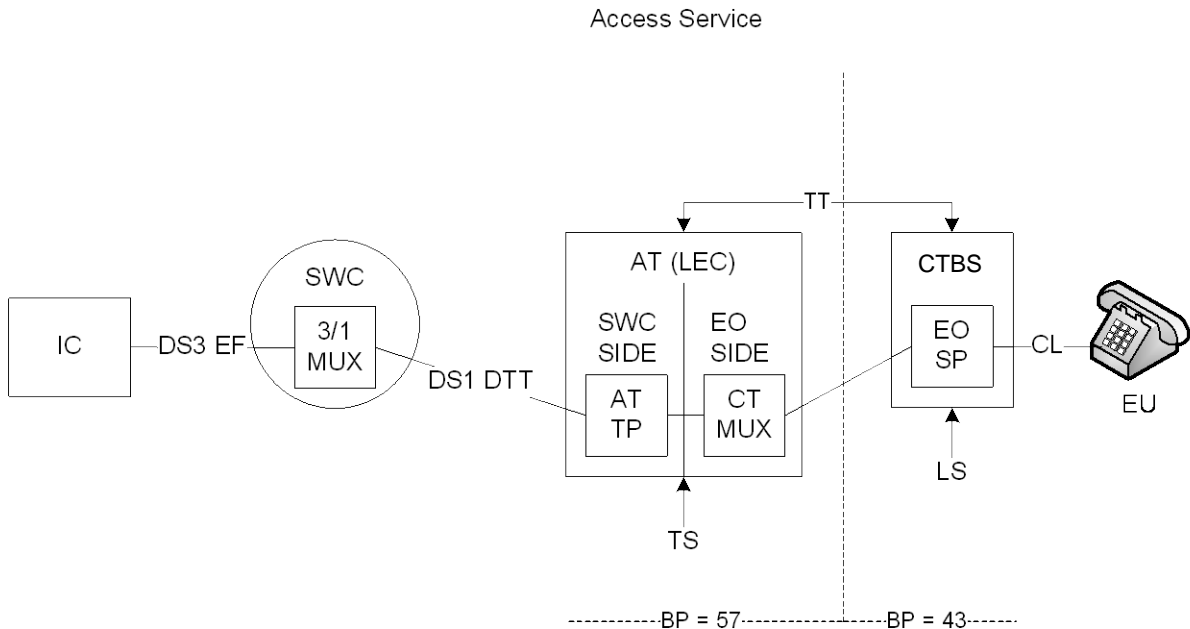 Access Service
TT
AT (LEC)
CTBS
SWC
SWC
SIDE
EO
SIDE
IC
DS3 EF
3/1
MUX
DS1 DTT
AT
TP
CT
MUX
EO
SP
CL
EU
LS
TS
BP = 57
BP = 43